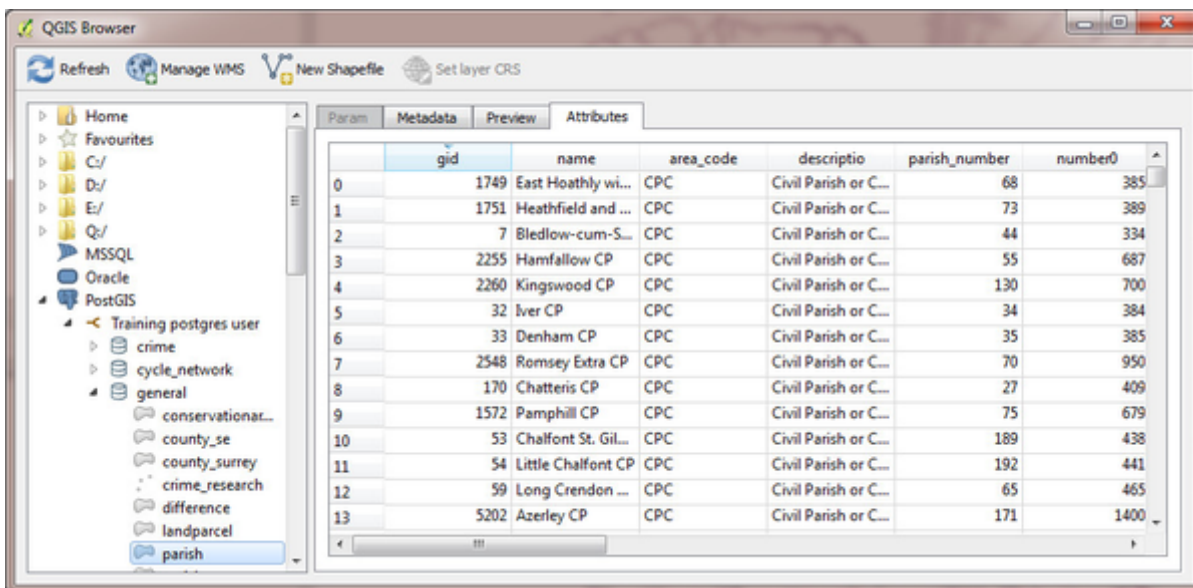 QGIS Browser
Refresh Manage WMS New Shapefile Set layer CRS
Home
Favourites
C:/
D:/
E:/
Q:/
MSSQL
Oracle
PostGIS
Training postgres user
crime
cycle_network
general
conservationar...
county_se
county_surrey
crime_research
difference
landparcel
parish
Param Metadata Preview Attributes
gid name area_code descriptio parish_number number0
0 1749 East Hoathly wi... CPC Civil Parish or C... 68 385
1 1751 Heathfield and ... CPC Civil Parish or C... 73 389
2 7 Bledlow-cum-S... CPC Civil Parish or C... 44 334
3 2255 Hamfallow CP CPC Civil Parish or C... 55 687
4 2260 Kingswood CP CPC Civil Parish or C... 130 700
5 32 Iver CP CPC Civil Parish or C... 34 384
6 33 Denham CP CPC Civil Parish or C... 35 385
7 2548 Romsey Extra CP CPC Civil Parish or C... 70 950
8 170 Chatteris CP CPC Civil Parish or C... 27 409
9 1572 Pamphill CP CPC Civil Parish or C... 75 679
10 53 Chalfont St. Gil... CPC Civil Parish or C... 189 438
11 54 Little Chalfont CP CPC Civil Parish or C... 192 441
12 59 Long Crendon ... CPC Civil Parish or C... 65 465
13 5202 Azerley CP CPC Civil Parish or C... 171 1400